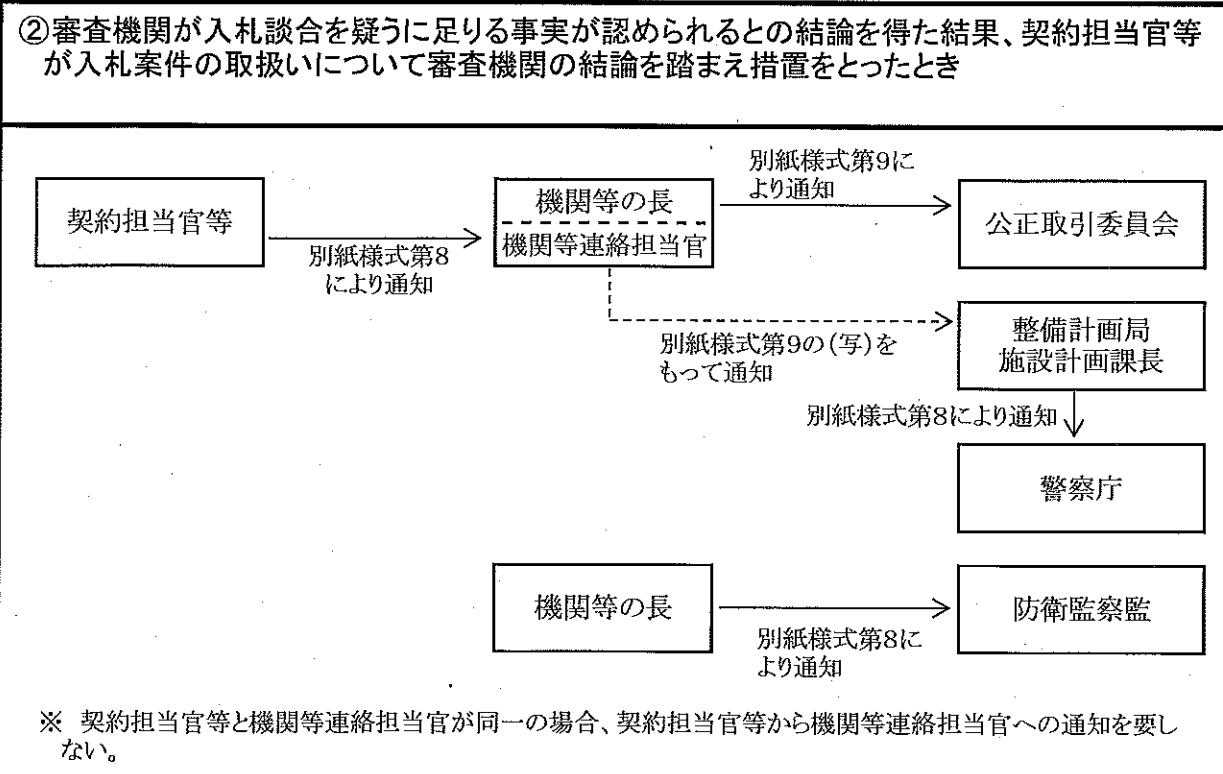 ②審査機関が入札談合を疑うに足りる事実が認められるとの結論を得た結果、契約担当官等
が入札案件の取扱いについて審査機関の結論を踏まえ措置をとったとき
契約担当官等
別紙様式第8
により通知
機関等の長
機関等連絡担当官
別紙様式第9に
より通知
公正取引委員会
別紙様式第9の(写)を
もって通知
整備計画局
施設計画課長
別紙様式第8により通知
警察庁
機関等の長
別紙様式第8に
より通知
防衛監察監
※ 契約担当官等と機関等連絡担当官が同一の場合、契約担当官等から機関等連絡担当官への通知を要し
ない。